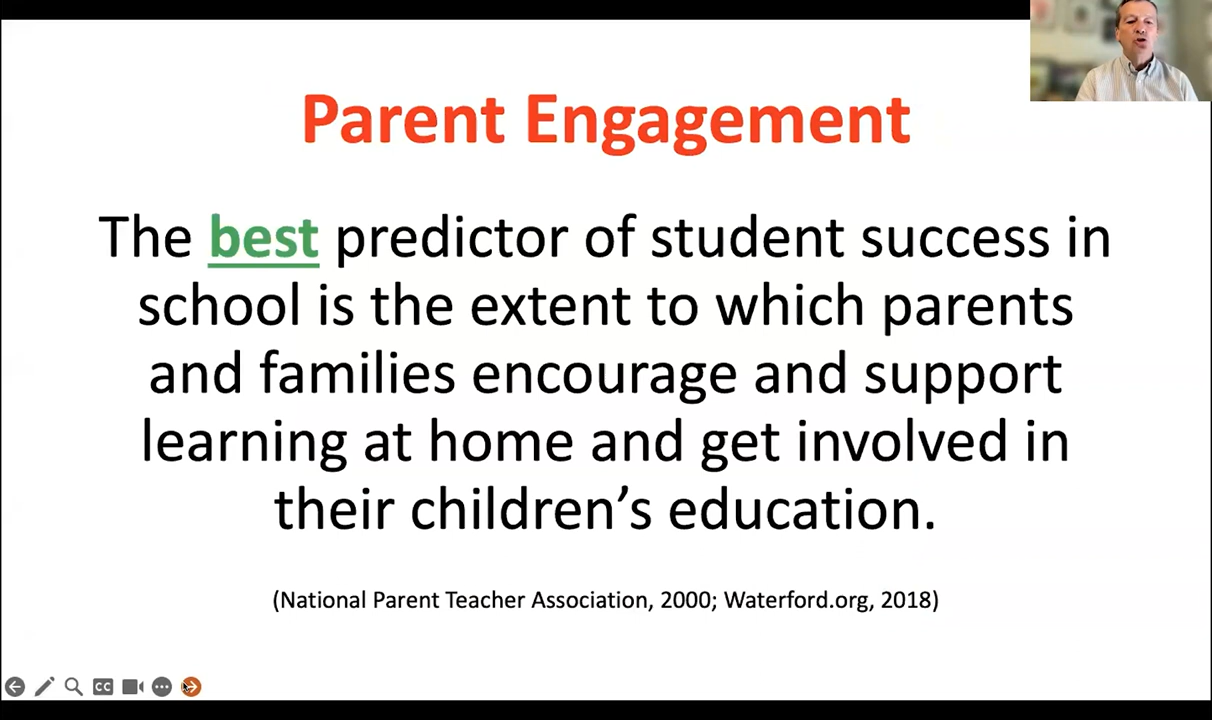 Parent Engagement
The best predictor of student success in
school is the extent to which parents
and families encourage and support
learning at home and get involved in
their children’s education.
(National Parent Teacher Association, 2000; Waterford.org, 2018)
CC